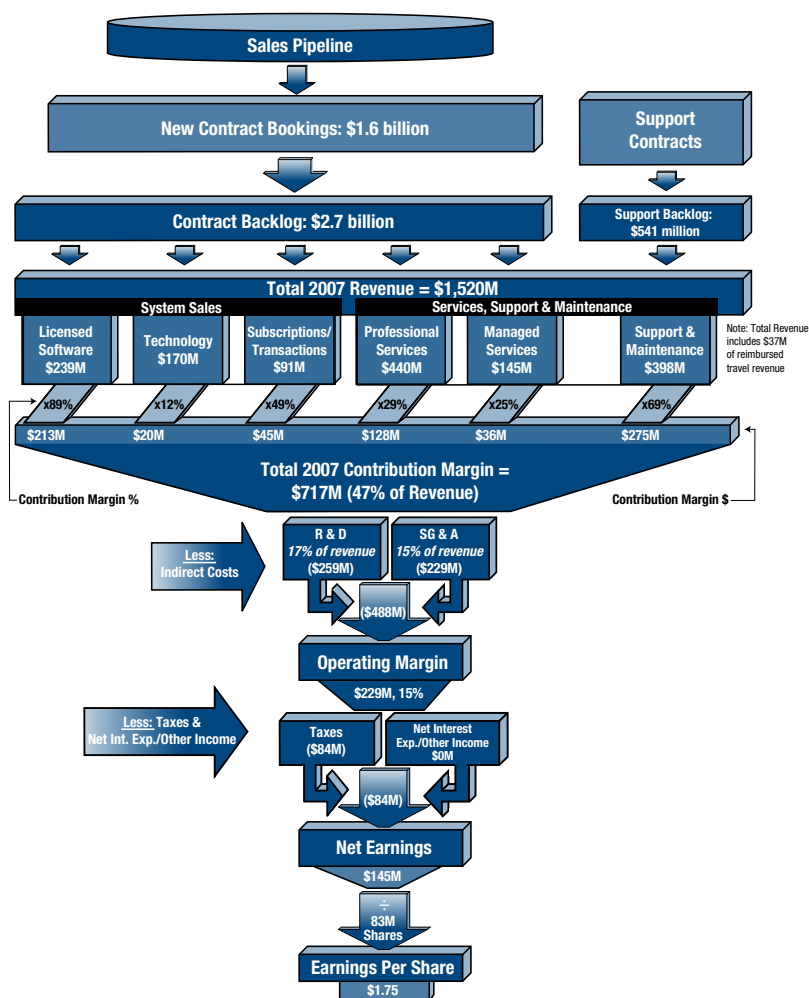 Sales Pipeline
New Contract Bookings: $1.6 billion
Support
Contracts
Contract Backlog: $2.7 billion
Support Backlog:
$541 million
Total 2007 Revenue = $1,520M
System Sales
Services, Support & Maintenance
Licensed
Software
$239M
Technology
$170M
Subscriptions/
Transactions
$91M
Professional
Services
$440M
Managed
Services
$145M
Support &
Maintenance
$398M
Note: Total Revenue
includes $37M
of reimbursed
travel revenue
x89%
x12%
x49%
x29%
x25%
x69%
$213M
$20M
$45M
$128M
$36M
$275M
Total 2007 Contribution Margin =
$717M (47% of Revenue)
Contribution Margin %
Contribution Margin $
Less:
Indirect Costs
R & D
17% of revenue
($259M)
SG & A
15% of revenue
($229M)
($488M)
Operating Margin
$229M, 15%
Less: Taxes &
Net Int. Exp./Other Income
Taxes
($84M)
Net Interest
Exp./Other Income
$0M
($84M)
Net Earnings
$145M
÷
83M
Shares
Earnings Per Share
$1.75